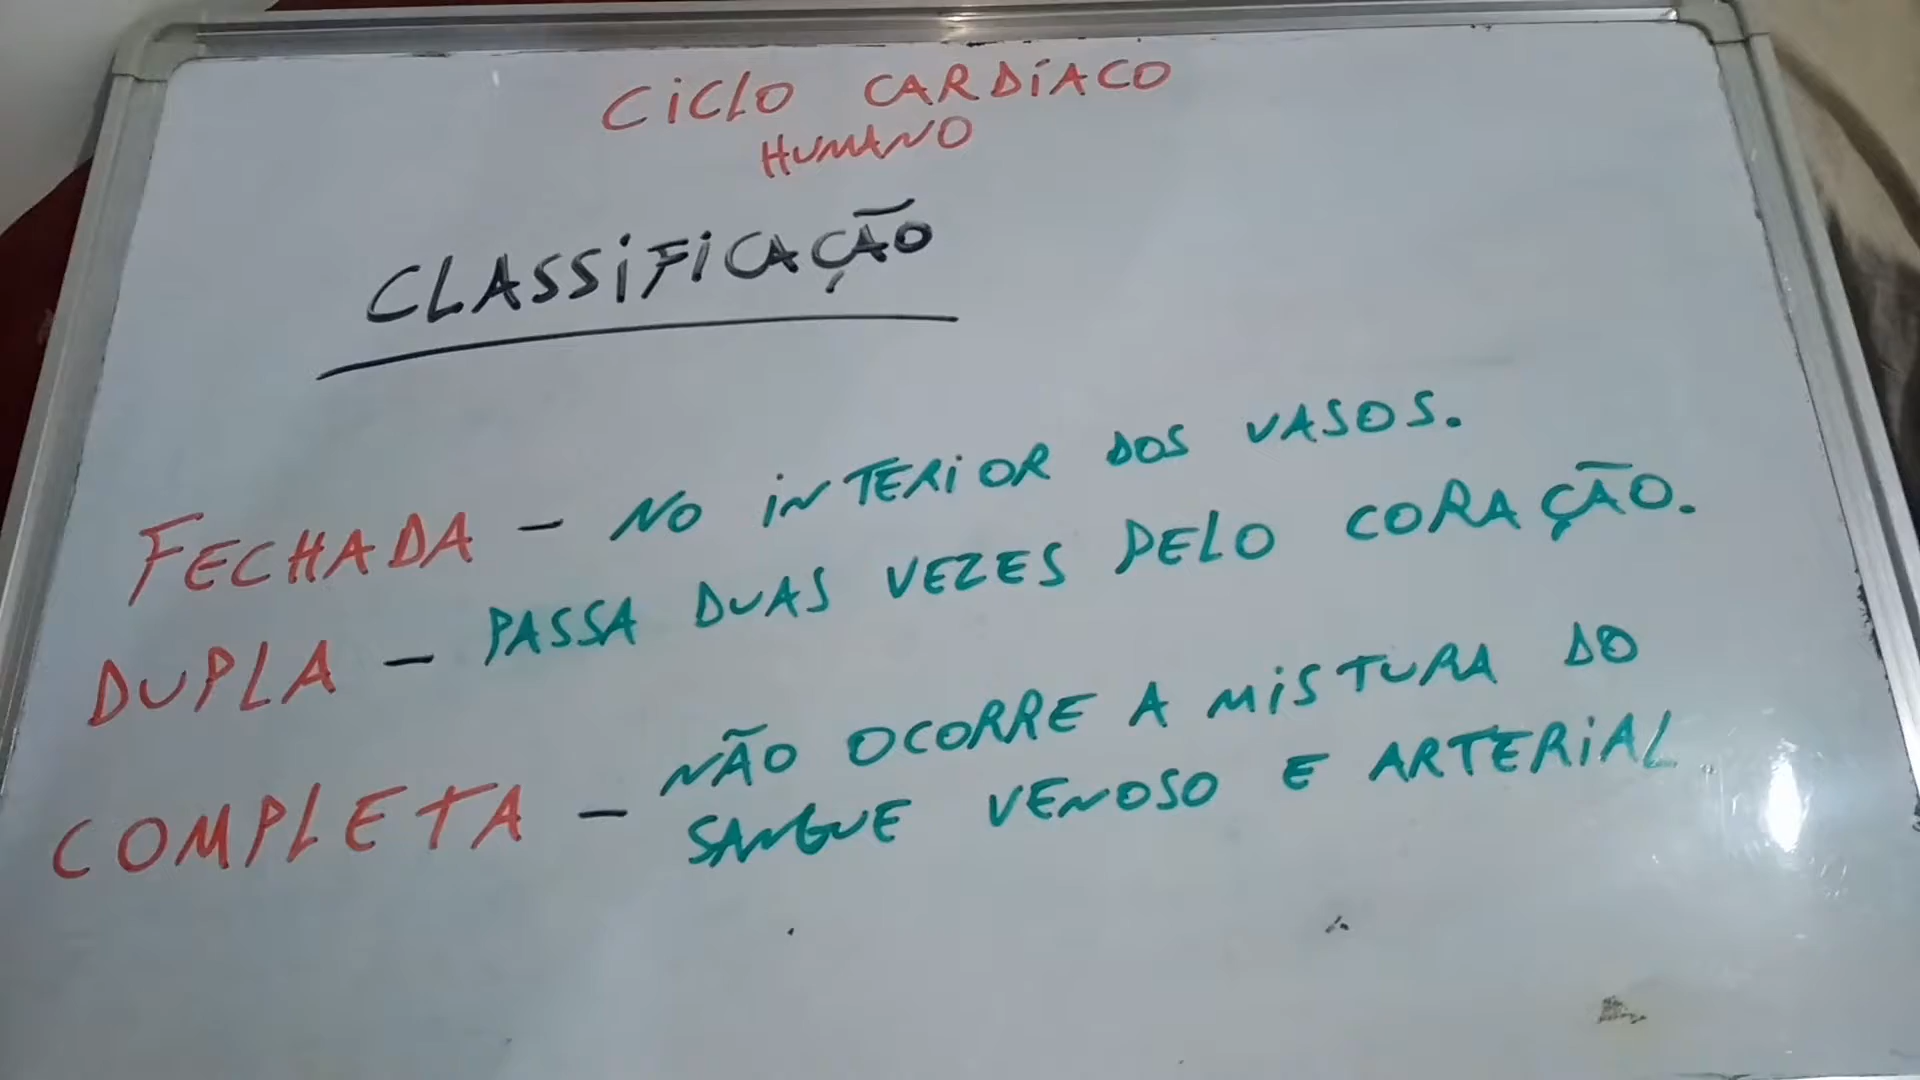 CICLO CARDÍACO
HUMANO
CLASSIFICAÇÃO
FECHADA - NO INTERIOR DOS VASOS.
DUPLA - PASSA DUAS VEZES PELO CORAÇÃO.
COMPLETA - NÃO OCORRE A MISTURA DO
SANGUE VENOSO E ARTERIAL.